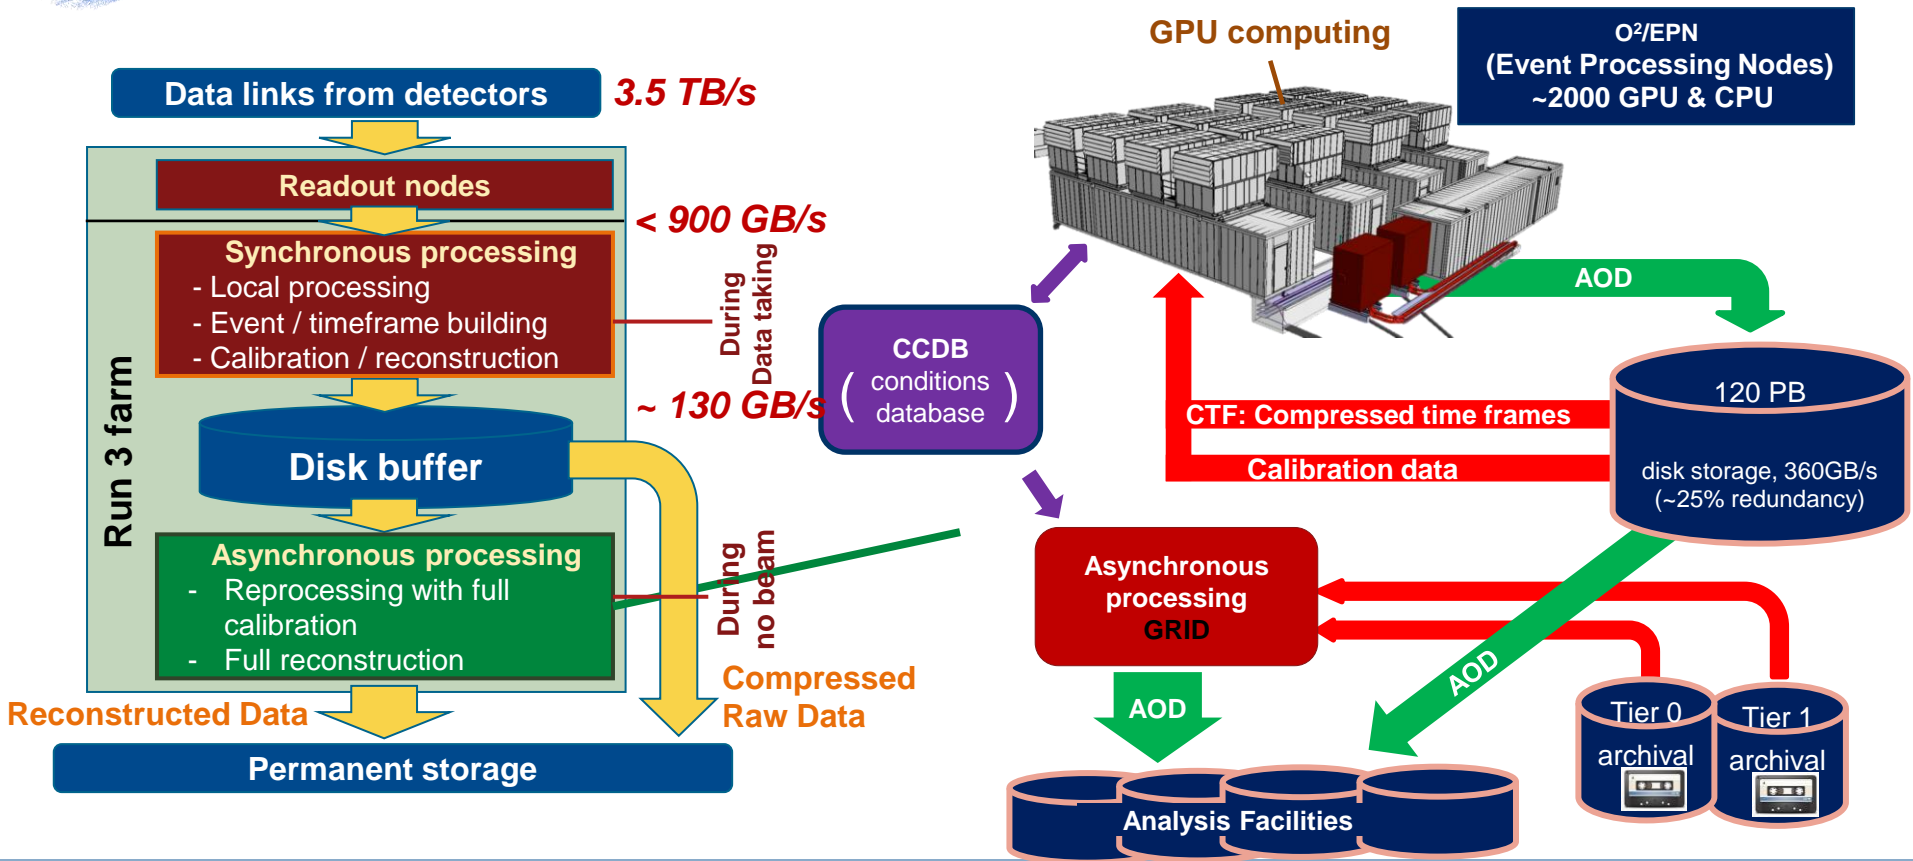 Data links from detectors
3.5 TB/s
Readout nodes
< 900 GB/s
Synchronous processing
- Local processing
- Event / timeframe building
- Calibration / reconstruction
During
Data taking
~ 130 GB/s
Run 3 farm
Disk buffer
Asynchronous processing
- Reprocessing with full
calibration
- Full reconstruction
During
no beam
Reconstructed Data
Compressed
Raw Data
Permanent storage
GPU computing
O²/EPN
(Event Processing Nodes)
~2000 GPU & CPU
AOD
CCDB
( conditions
database )
120 PB
disk storage, 360GB/s
(~25% redundancy)
CTF: Compressed time frames
Calibration data
Asynchronous
processing
GRID
AOD
AOD
Tier 0
archival
Tier 1
archival
Analysis Facilities